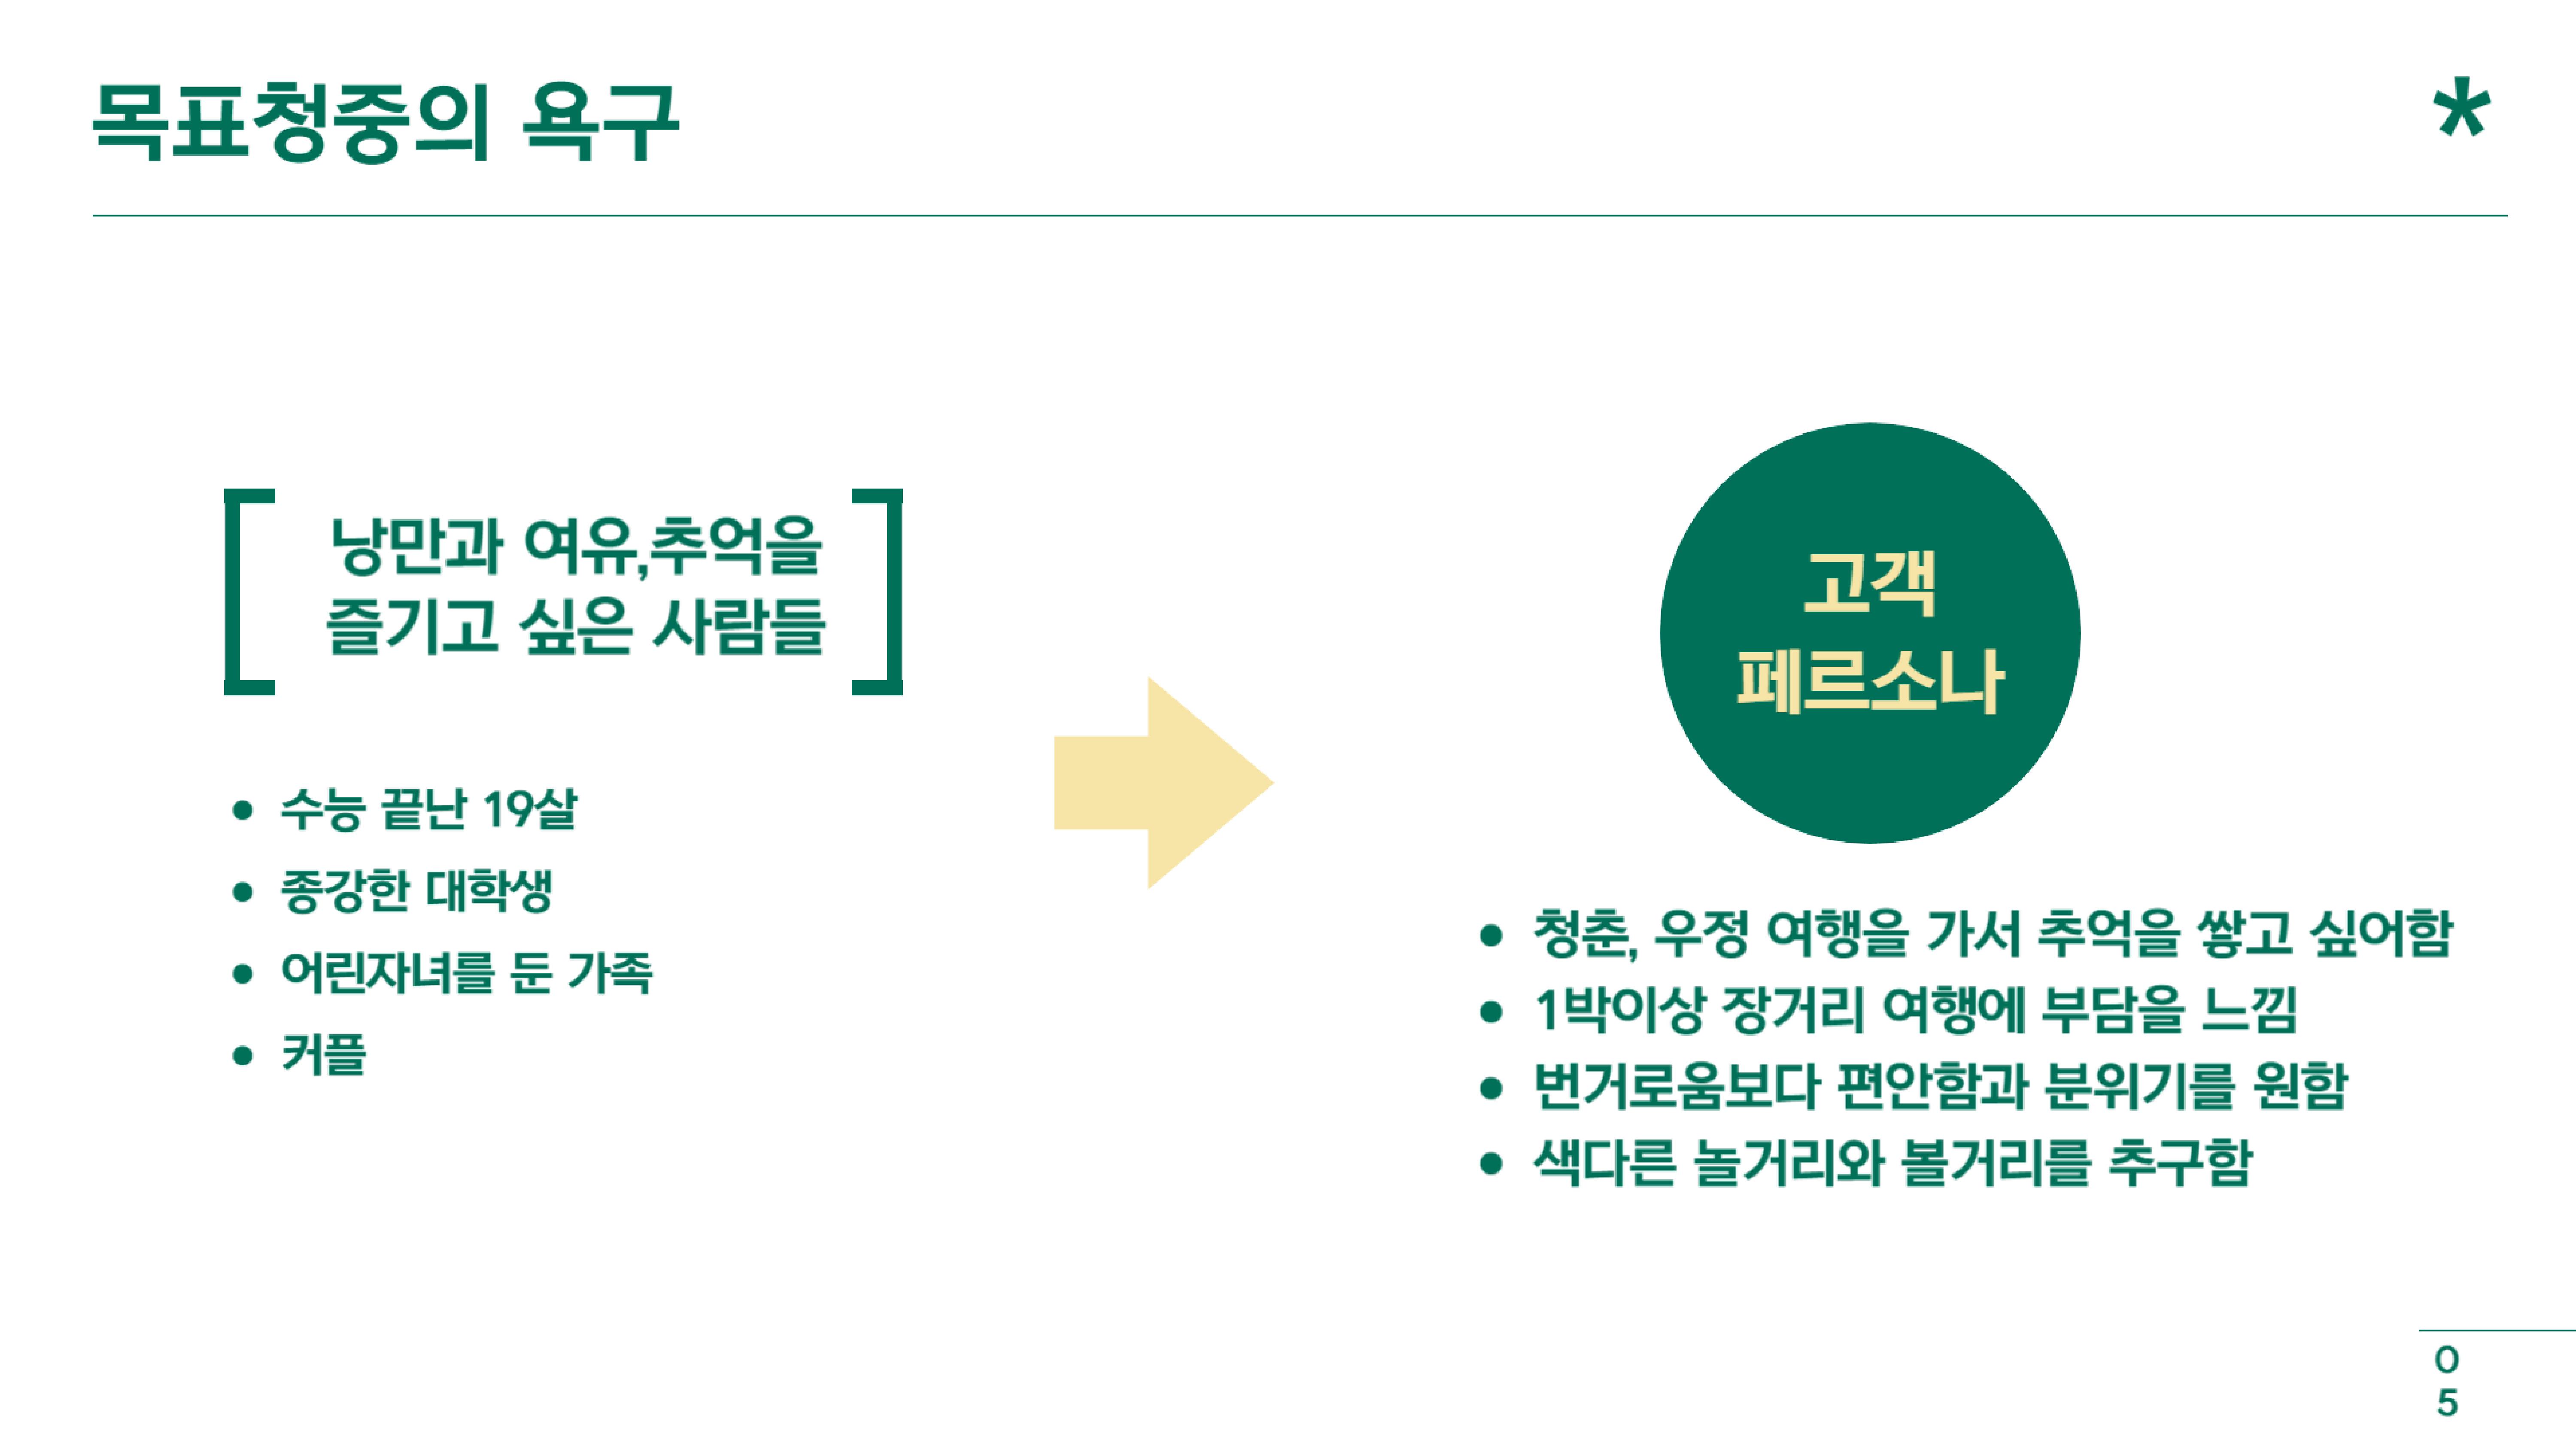 목표청중의 욕구
*
낭만과 여유,추억을
즐기고 싶은 사람들
• 수능 끝난 19살
• 종강한 대학생
• 어린자녀를 둔 가족
• 커플
고객
페르소나
• 청춘, 우정 여행을 가서 추억을 쌓고 싶어함
• 1박이상 장거리 여행에 부담을 느낌
• 번거로움보다 편안함과 분위기를 원함
• 색다른 놀거리와 볼거리를 추구함
0
5